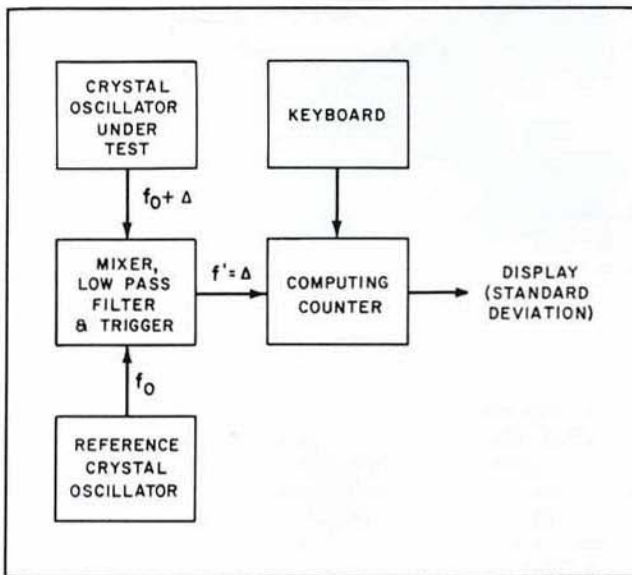 CRYSTAL
OSCILLATOR
UNDER
TEST
KEYBOARD
f₀ + Δ
MIXER,
LOW PASS
FILTER
& TRIGGER
f' = Δ
COMPUTING
COUNTER
DISPLAY
(STANDARD
DEVIATION)
f₀
REFERENCE
CRYSTAL
OSCILLATOR